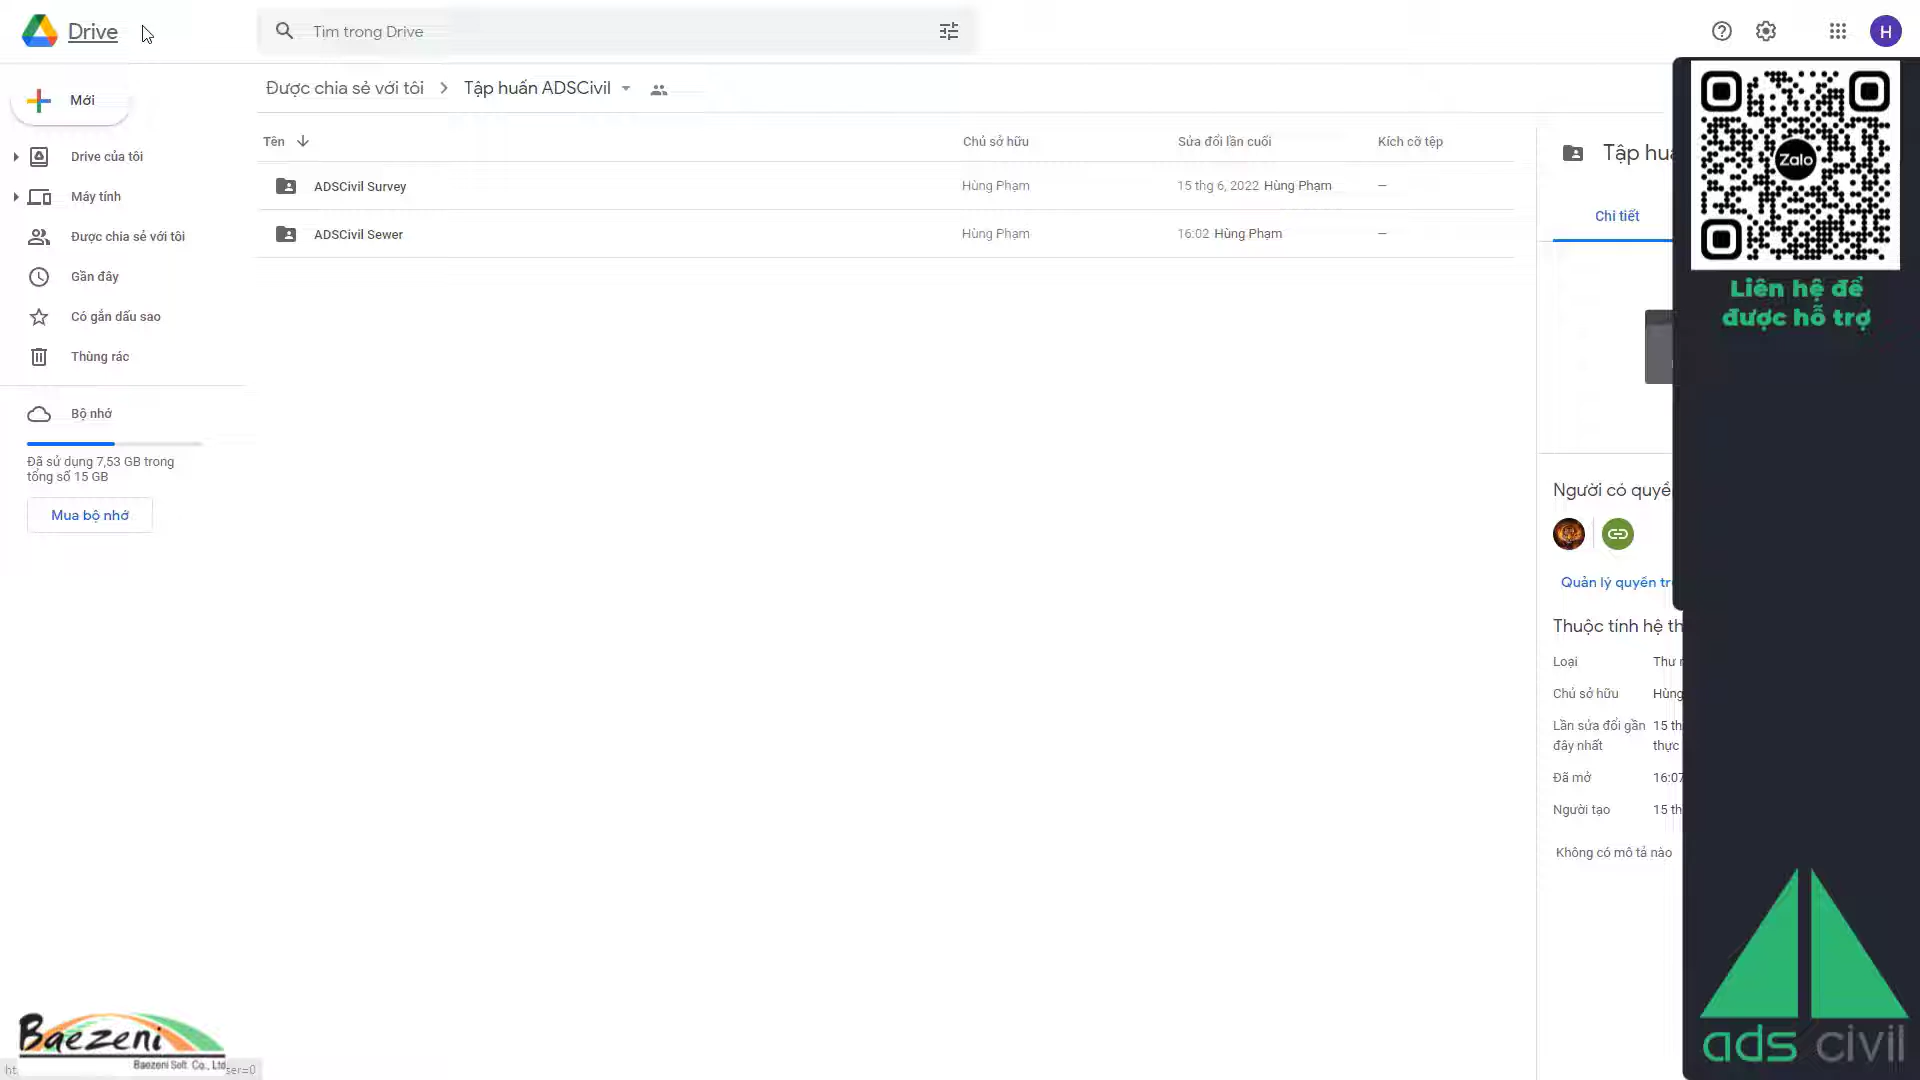 Drive
Tìm trong Drive
H
Mới
Drive của tôi
Máy tính
Được chia sẻ với tôi
Gần đây
Có gắn dấu sao
Thùng rác
Bộ nhớ
Đã sử dụng 7,53 GB trong
tổng số 15 GB
Mua bộ nhớ
Được chia sẻ với tôi
Tập huấn ADSCivil
Tên
Chủ sở hữu
Sửa đổi lần cuối
Kích cỡ tệp
ADSCivil Survey
Hùng Phạm
15 thg 6, 2022 Hùng Phạm
—
ADSCivil Sewer
Hùng Phạm
16:02 Hùng Phạm
—
Tập huấ
Chi tiết
Người có quyề
Quản lý quyền tr
Thuộc tính hệ th
Loại
Thư
Chủ sở hữu
Hùng
Lần sửa đổi gần
đây nhất
15 th
thực
Đã mở
16:07
Người tạo
15 th
Không có mô tả nào
Zalo
Liên hệ để
được hỗ trợ
ads civil
Baezeni
Baezeni Solt. Co., Ltd
ht
ser=0